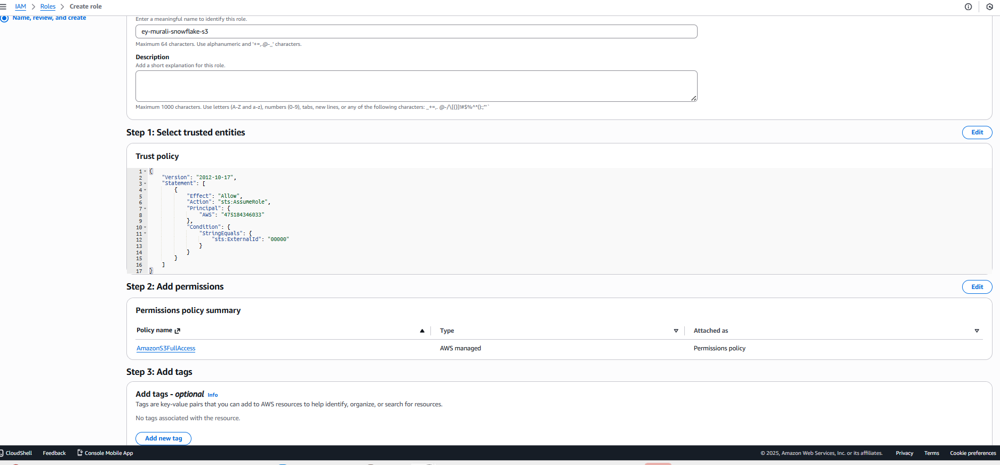 IAM > Roles > Create role
Name, review, and create
Enter a meaningful name to identify this role.
ey-murali-snowflake-s3
Maximum 64 characters. Use alphanumeric and '+=,.@-_' characters.
Description
Add a short explanation for this role.
Maximum 1000 characters. Use letters (A-Z and a-z), numbers (0-9), tabs, new lines, or any of the following characters: _+=,. @-/\[{}]!#$%^*();:"'`
Step 1: Select trusted entities
Edit
Trust policy
1 {
2 "Version": "2012-10-17",
3 "Statement": [
4 {
5 "Effect": "Allow",
6 "Action": "sts:AssumeRole",
7 "Principal": {
8 "AWS": "475184346033"
9 },
10 "Condition": {
11 "StringEquals": {
12 "sts:ExternalId": "00000"
13 }
14 }
15 }
16 ]
17 }
Step 2: Add permissions
Edit
Permissions policy summary
Policy name Type Attached as
AmazonS3FullAccess AWS managed Permissions policy
Step 3: Add tags
Add tags - optional Info
Tags are key-value pairs that you can add to AWS resources to help identify, organize, or search for resources.
No tags associated with the resource.
Add new tag
CloudShell Feedback Console Mobile App © 2025, Amazon Web Services, Inc. or its affiliates. Privacy Terms Cookie preferences